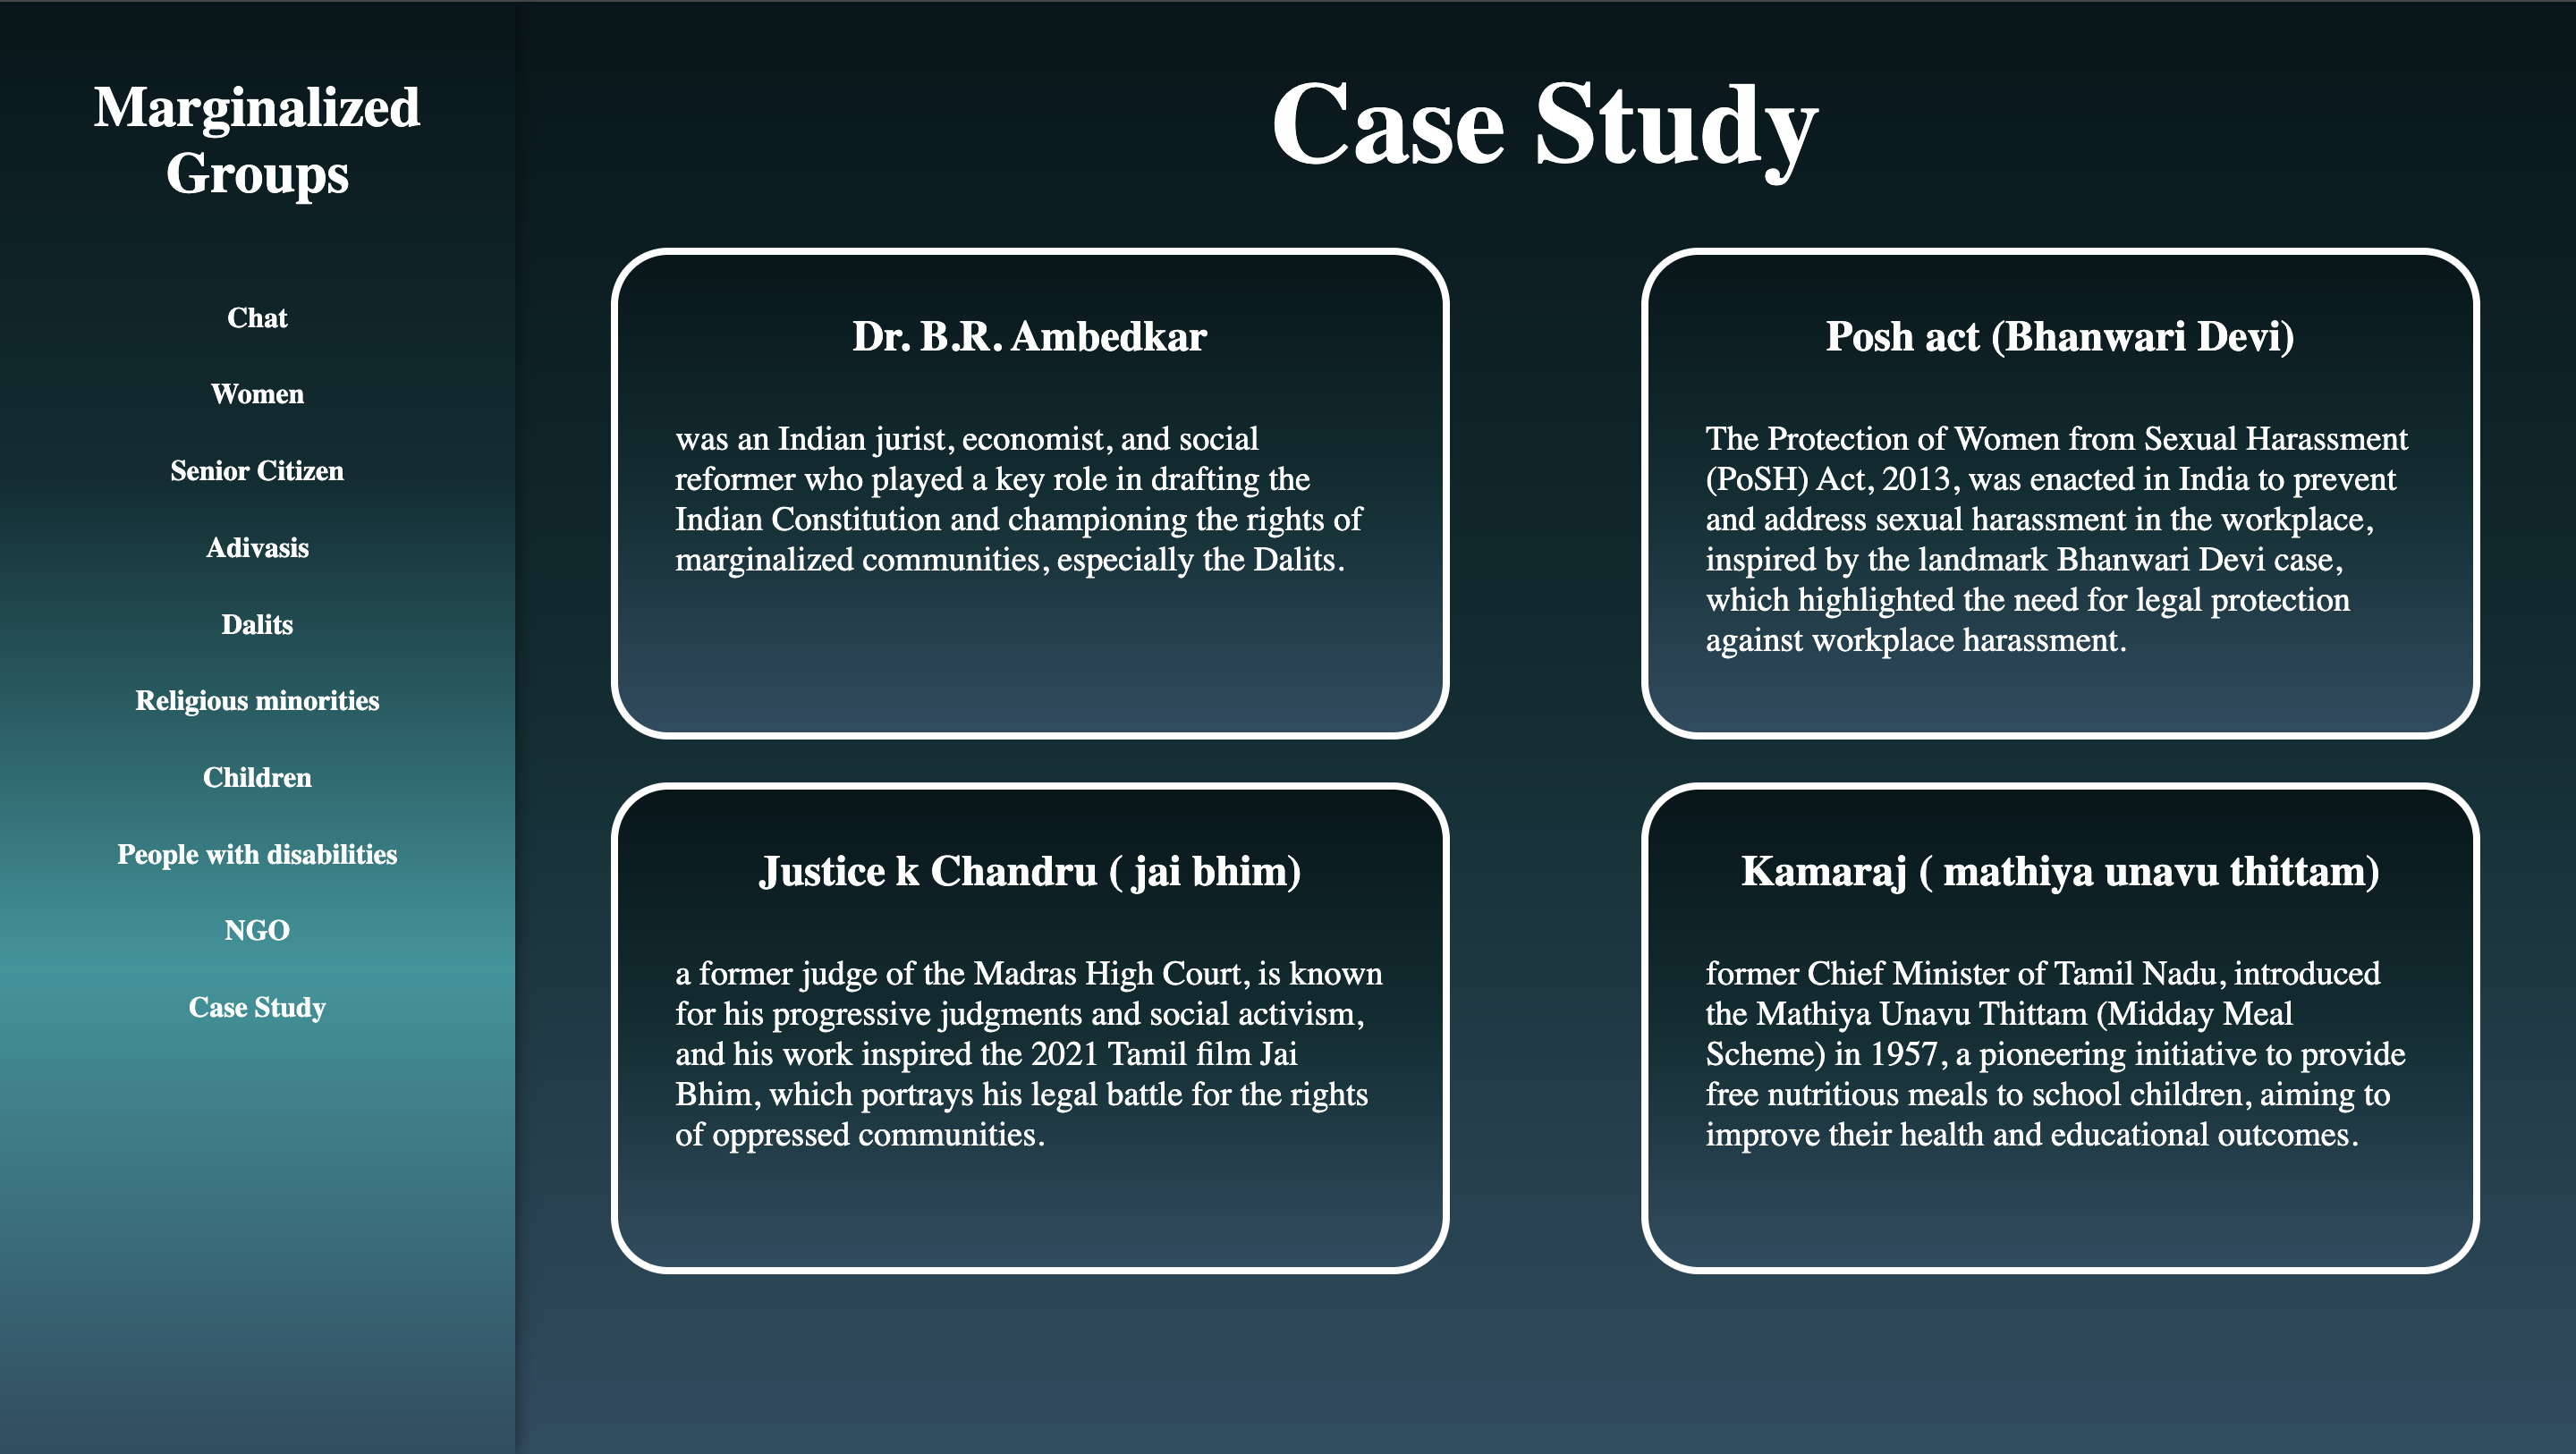 Marginalized
Groups
Chat
Women
Senior Citizen
Adivasis
Dalits
Religious minorities
Children
People with disabilities
NGO
Case Study
Case Study
Dr. B.R. Ambedkar
was an Indian jurist, economist, and social
reformer who played a key role in drafting the
Indian Constitution and championing the rights of
marginalized communities, especially the Dalits.
Posh act (Bhanwari Devi)
The Protection of Women from Sexual Harassment
(PoSH) Act, 2013, was enacted in India to prevent
and address sexual harassment in the workplace,
inspired by the landmark Bhanwari Devi case,
which highlighted the need for legal protection
against workplace harassment.
Justice k Chandru ( jai bhim)
a former judge of the Madras High Court, is known
for his progressive judgments and social activism,
and his work inspired the 2021 Tamil film Jai
Bhim, which portrays his legal battle for the rights
of oppressed communities.
Kamaraj ( mathiya unavu thittam)
former Chief Minister of Tamil Nadu, introduced
the Mathiya Unavu Thittam (Midday Meal
Scheme) in 1957, a pioneering initiative to provide
free nutritious meals to school children, aiming to
improve their health and educational outcomes.